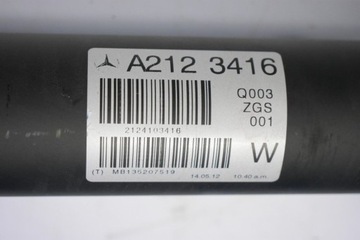 A212 3416
Q003
ZGS
001
2124103416
W
(T) MB135207519 14.05.12 10:40 a.m.